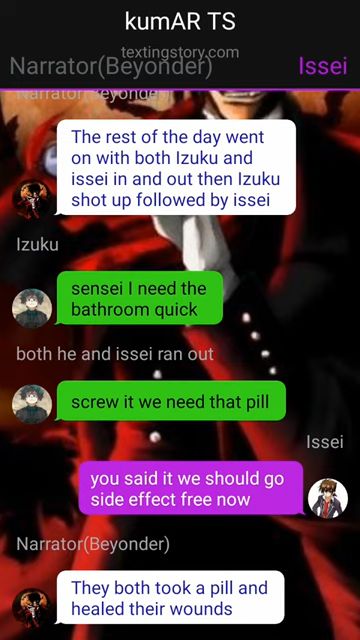 kumAR TS
textingstory.com
Narrator(Beyonder)
Issei
Narrator(Beyonder)
The rest of the day went
on with both Izuku and
issei in and out then Izuku
shot up followed by issei
Izuku
sensei I need the
bathroom quick
both he and issei ran out
screw it we need that pill
Issei
you said it we should go
side effect free now
Narrator(Beyonder)
They both took a pill and
healed their wounds